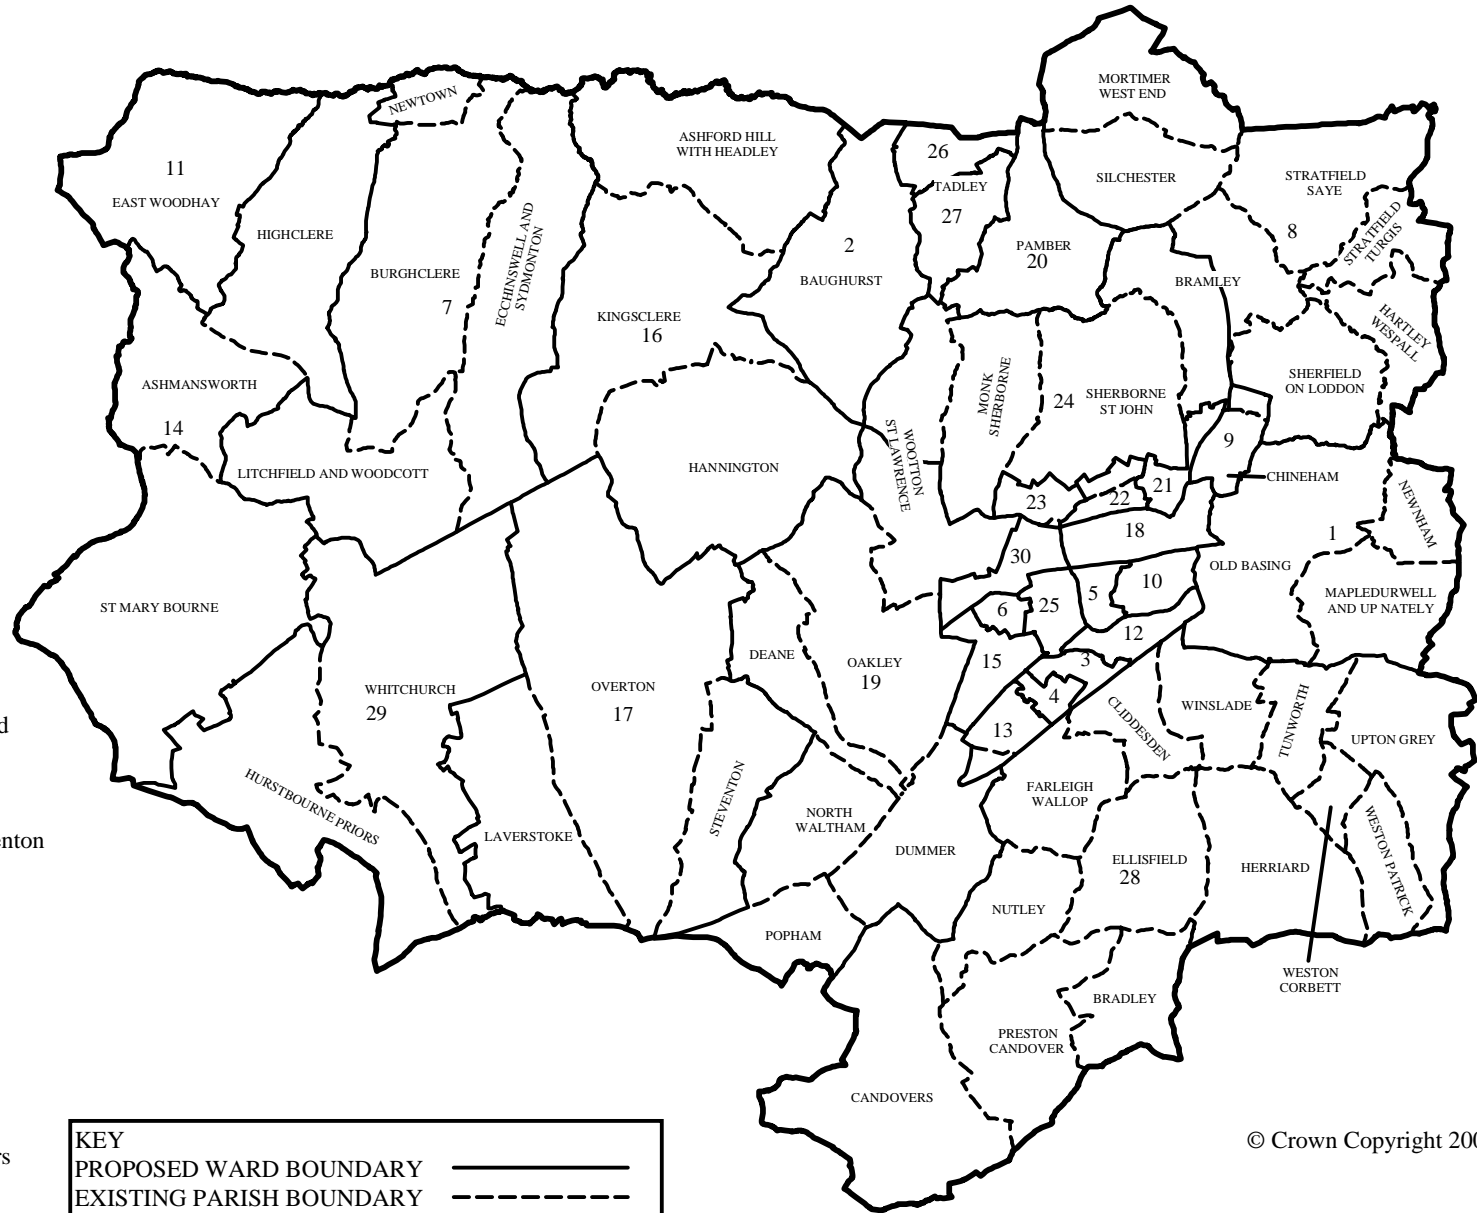 MORTIMER
WEST END
NEWTOWN
ASHFORD HILL
WITH HEADLEY
26
TADLEY
27
SILCHESTER
STRATFIELD
SAYE
8
STRATFIELD
TURGIS
11
EAST WOODHAY
HIGHCLERE
BURGHCLERE
7
ECCHINSWELL AND
SYDMONTON
KINGSCLERE
16
2
BAUGHURST
PAMBER
20
BRAMLEY
HARTLEY
WESPALL
SHERFIELD
ON LODDON
ASHMANSWORTH
14
LITCHFIELD AND WOODCOTT
HANNINGTON
WOOTTON
ST LAWRENCE
MONK
SHERBORNE
24
SHERBORNE
ST JOHN
9
CHINEHAM
23
22
21
18
30
NEWNHAM
1
OLD BASING
MAPLEDURWELL
AND UP NATELY
ST MARY BOURNE
6
25
5
10
12
15
3
4
13
DEANE
OAKLEY
19
WHITCHURCH
29
OVERTON
17
CLIDDESDEN
WINSLADE
TUNWORTH
UPTON GREY
d
HURSTBOURNE PRIORS
LAVERSTOKE
STEVENTON
NORTH
WALTHAM
FARLEIGH
WALLOP
DUMMER
ELLISFIELD
28
HERRIARD
WESTON PATRICK
enton
NUTLEY
POPHAM
WESTON
CORBETT
BRADLEY
PRESTON
CANDOVER
CANDOVERS
rs
KEY
PROPOSED WARD BOUNDARY
EXISTING PARISH BOUNDARY
© Crown Copyright 200